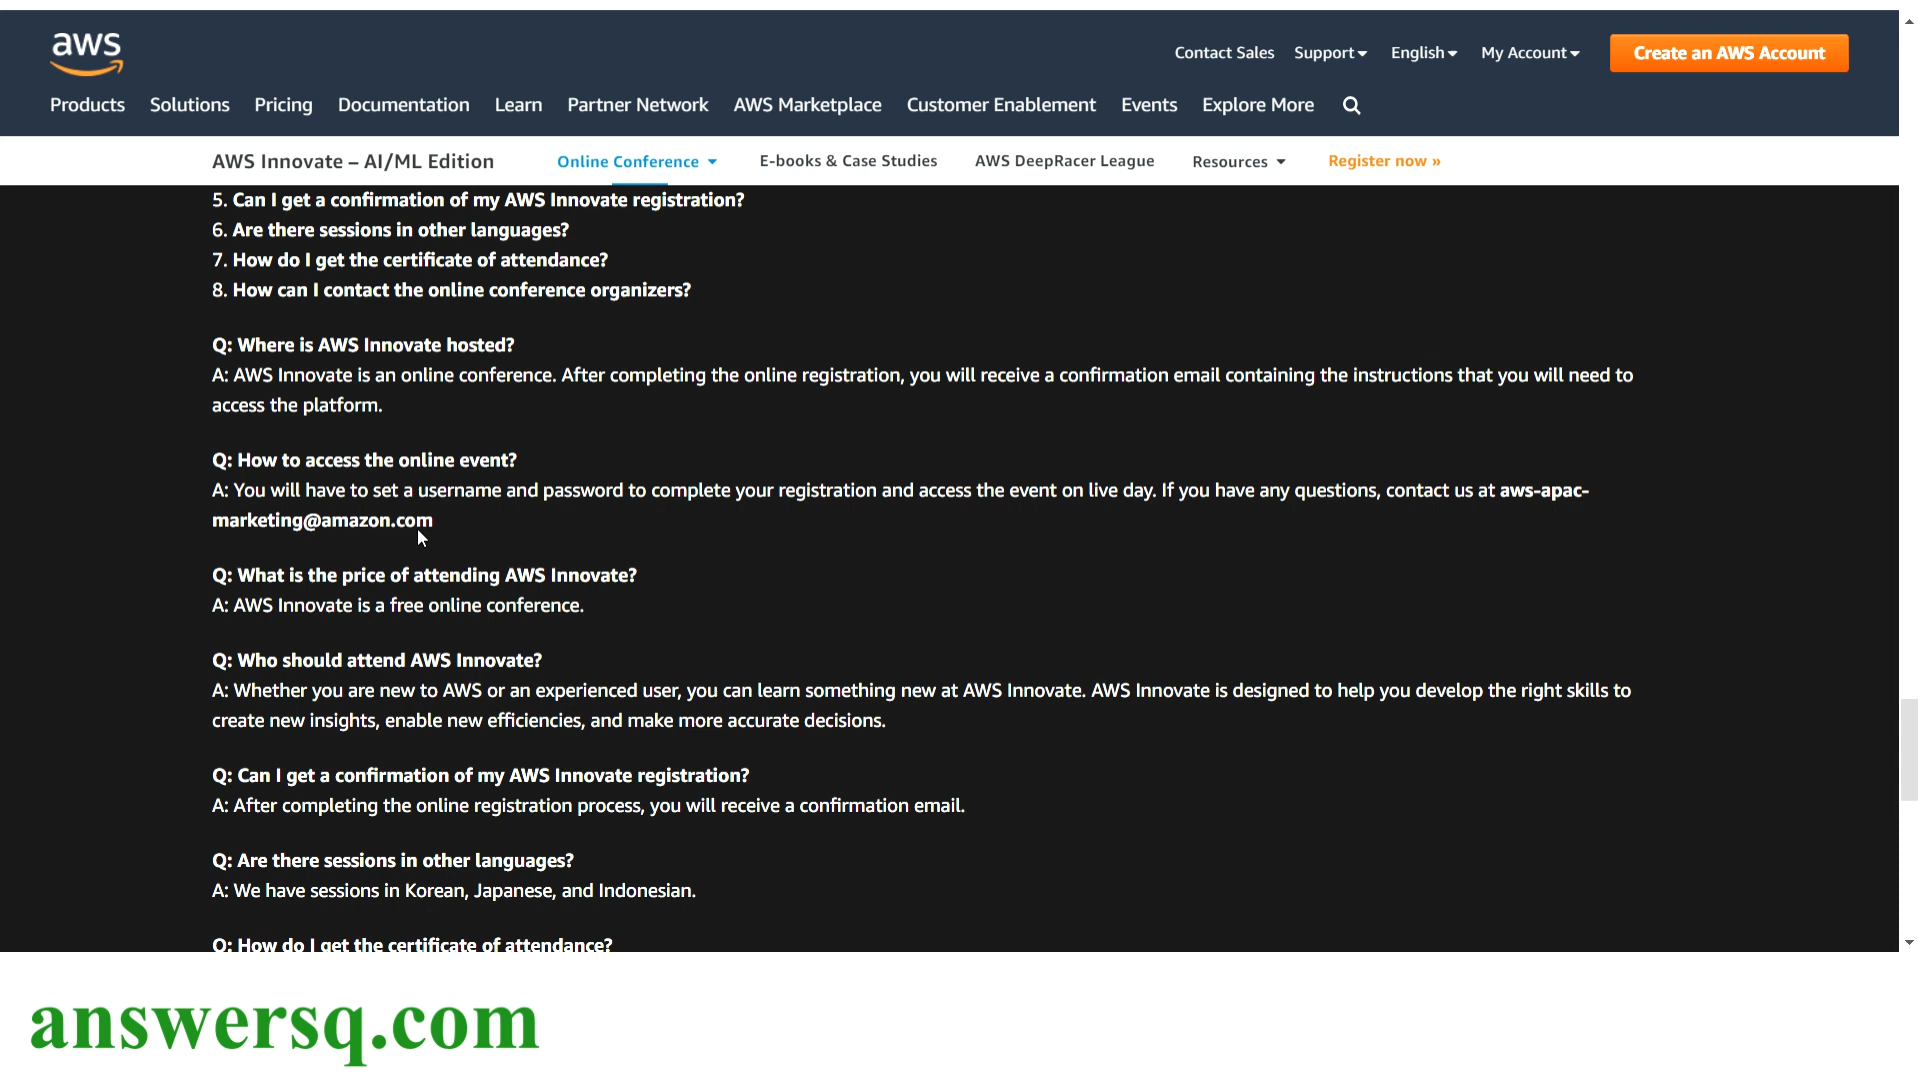 aws
Contact Sales Support English My Account Create an AWS Account
Products Solutions Pricing Documentation Learn Partner Network AWS Marketplace Customer Enablement Events Explore More
AWS Innovate – AI/ML Edition Online Conference E-books & Case Studies AWS DeepRacer League Resources Register now »
5. Can I get a confirmation of my AWS Innovate registration?
6. Are there sessions in other languages?
7. How do I get the certificate of attendance?
8. How can I contact the online conference organizers?
Q: Where is AWS Innovate hosted?
A: AWS Innovate is an online conference. After completing the online registration, you will receive a confirmation email containing the instructions that you will need to
access the platform.
Q: How to access the online event?
A: You will have to set a username and password to complete your registration and access the event on live day. If you have any questions, contact us at aws-apac-
marketing@amazon.com
Q: What is the price of attending AWS Innovate?
A: AWS Innovate is a free online conference.
Q: Who should attend AWS Innovate?
A: Whether you are new to AWS or an experienced user, you can learn something new at AWS Innovate. AWS Innovate is designed to help you develop the right skills to
create new insights, enable new efficiencies, and make more accurate decisions.
Q: Can I get a confirmation of my AWS Innovate registration?
A: After completing the online registration process, you will receive a confirmation email.
Q: Are there sessions in other languages?
A: We have sessions in Korean, Japanese, and Indonesian.
Q: How do I get the certificate of attendance?
answersq.com